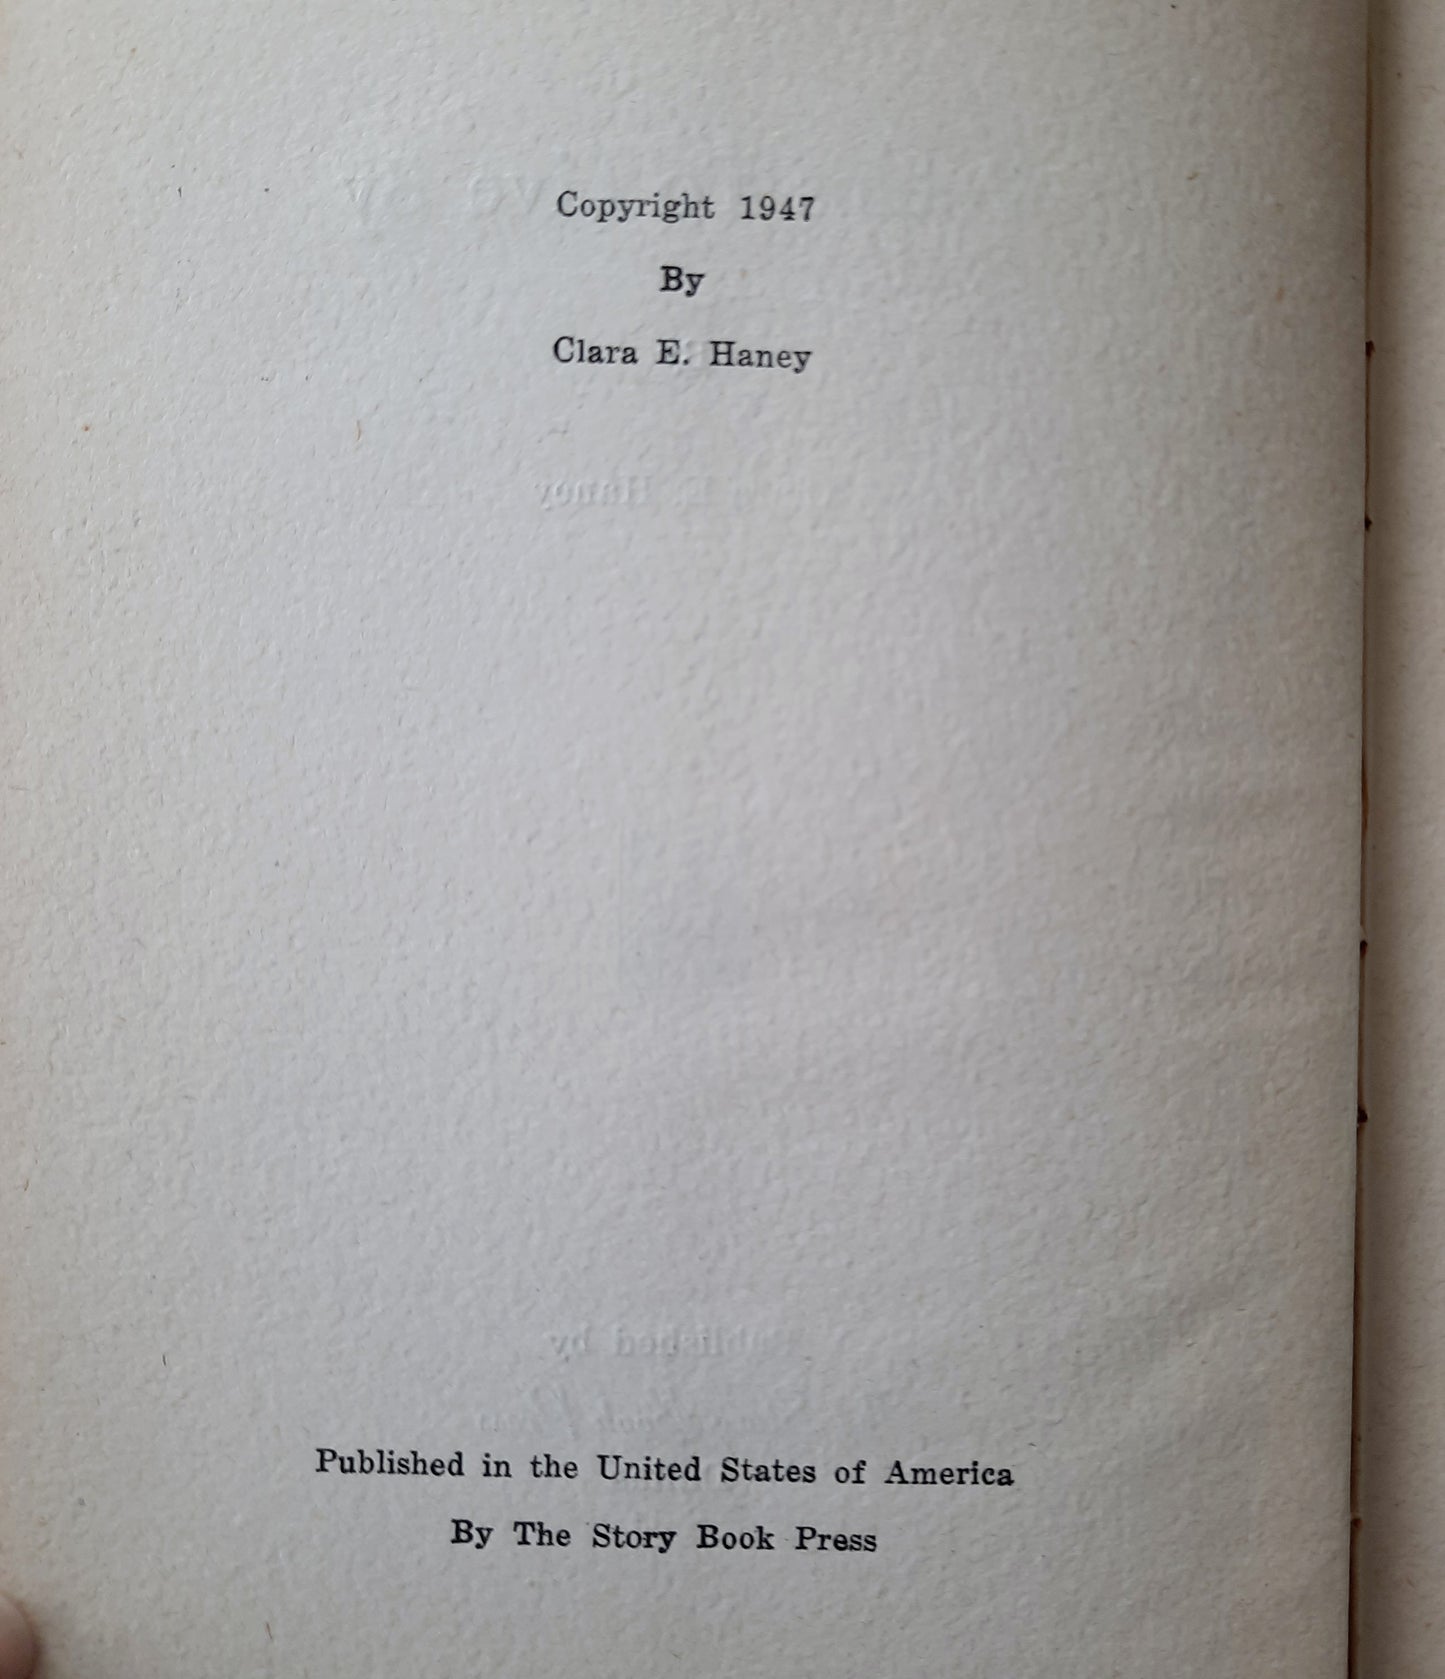 Copyright 1947
By
Clara E. Haney
Published in the United States of America
By The Story Book Press